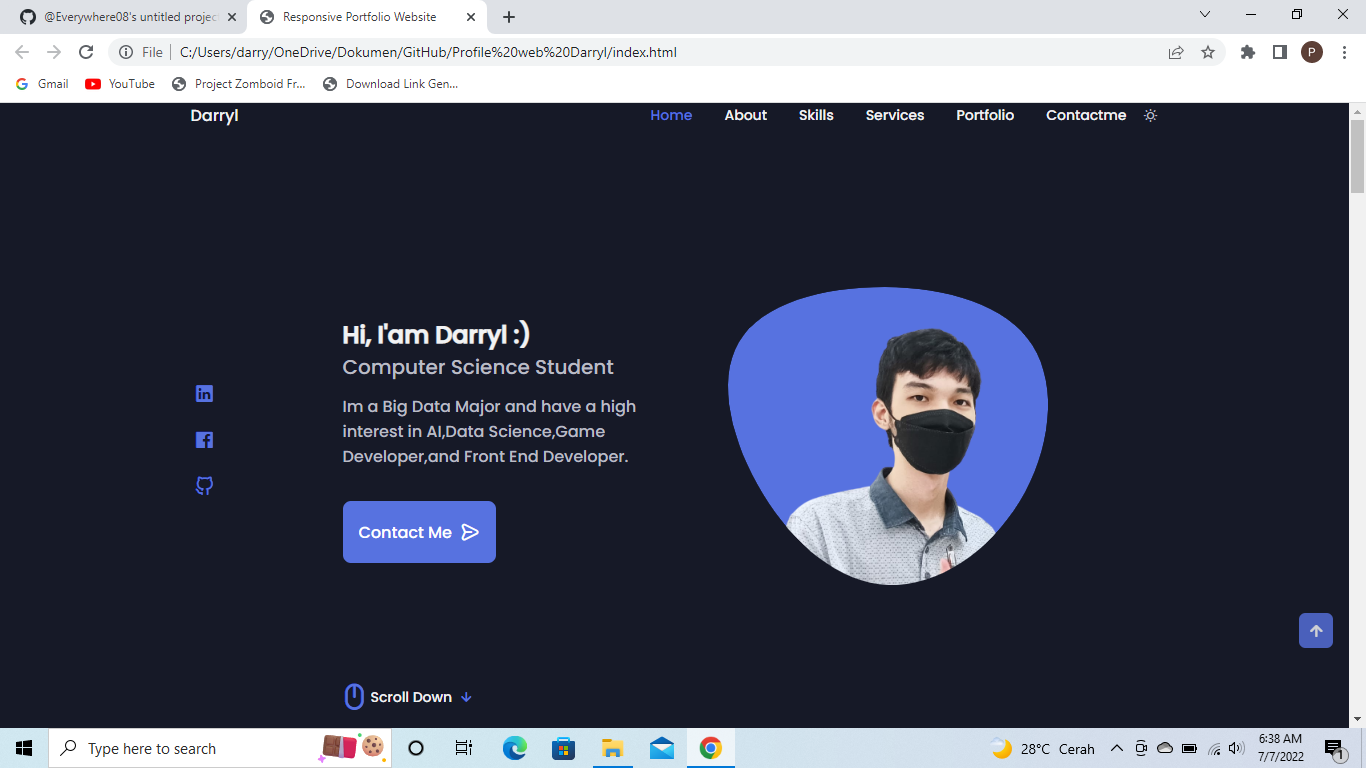 @Everywhere08's untitled projec
Responsive Portfolio Website
File
C:/Users/darry/OneDrive/Dokumen/GitHub/Profile%20web%20Darryl/index.html
P
Gmail
YouTube
Project Zomboid Fr...
Download Link Gen...
Darryl
Home
About
Skills
Services
Portfolio
Contactme
Hi, I'am Darryl :)
Computer Science Student
Im a Big Data Major and have a high
interest in AI,Data Science,Game
Developer,and Front End Developer.
Contact Me
Scroll Down
Type here to search
28°C Cerah
6:38 AM
7/7/2022
1